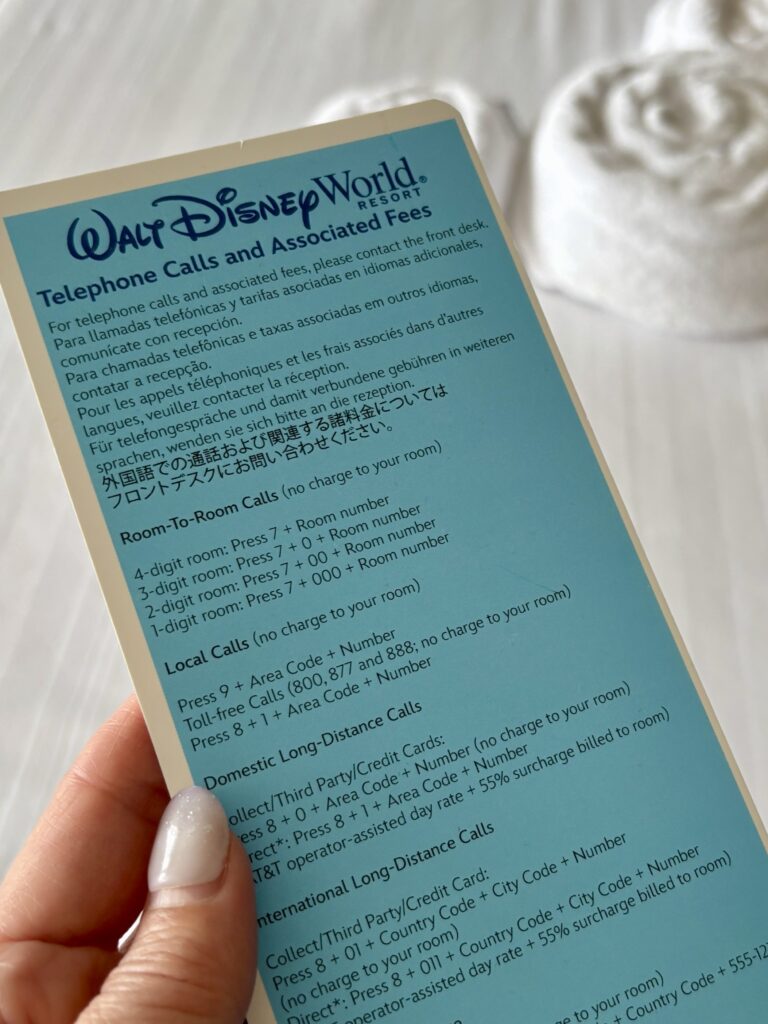 WALT DISNEY World®
RESORT
Telephone Calls and Associated Fees
For telephone calls and associated fees, please contact the front desk.
Para llamadas telefónicas y tarifas asociada en idiomas adicionales,
comunícate con recepción.
Para chamadas telefônicas e taxas associadas em outros idiomas,
contatar a recepção.
Pour les appels téléphoniques et les frais associés dans d'autres
langues, veuillez contacter la réception.
Für telefongespräche und damit verbundene gebühren in weiteren
sprachen, wenden sie sich bitte an die rezeption.
外国語での通話および関連する諸料金については
フロントデスクにお問い合わせください。
Room-To-Room Calls (no charge to your room)
4-digit room: Press 7 + Room number
3-digit room: Press 7 + 0 + Room number
2-digit room: Press 7 + 00 + Room number
1-digit room: Press 7 + 000 + Room number
Local Calls (no charge to your room)
Press 9 + Area Code + Number
Toll-free Calls (800, 877 and 888; no charge to your room)
Press 8 + 1 + Area Code + Number
Domestic Long-Distance Calls
ollect/Third Party/Credit Cards:
ess 8 + 0 + Area Code + Number (no charge to your room)
rect*: Press 8 + 1 + Area Code + Number
T&T operator-assisted day rate + 55% surcharge billed to room)
nternational Long-Distance Calls
Collect/Third Party/Credit Card:
Press 8 + 01 + Country Code + City Code + Number
(no charge to your room)
Direct*: Press 8 + 011 + Country Code + City Code + Number
operator-assisted day rate + 55% surcharge billed to room)
no charge to your room)
+ Country Code + 555-12